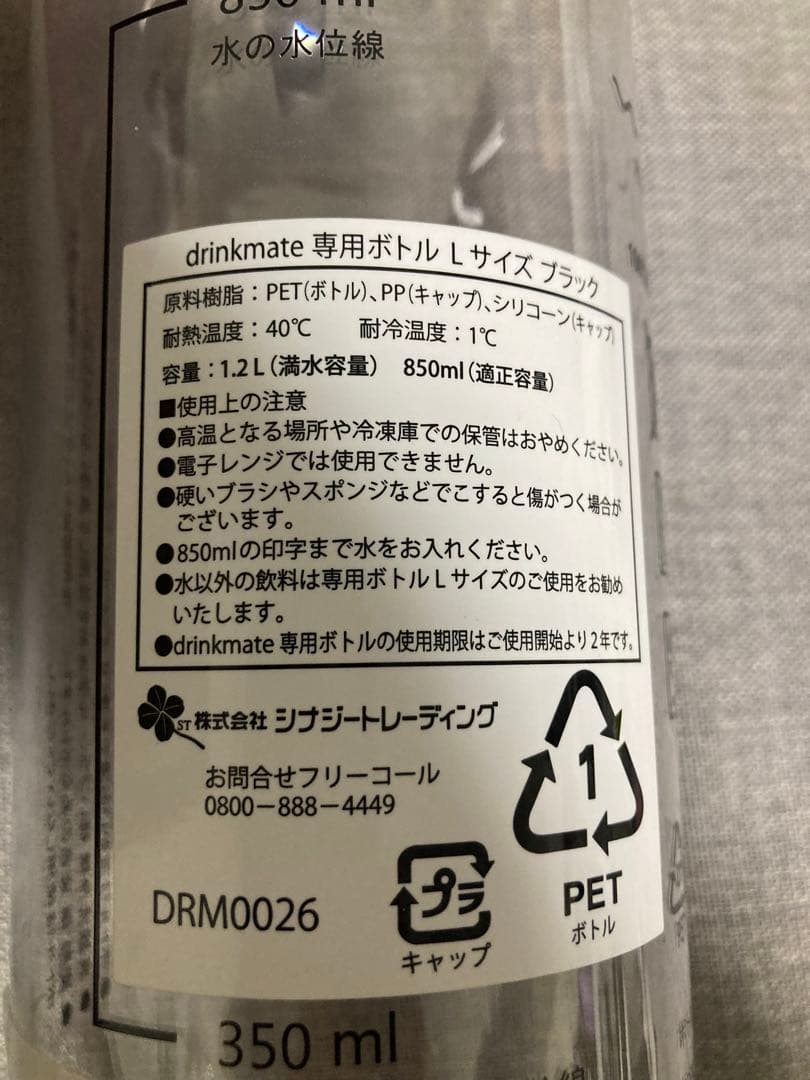 850 ml
水の水位線
drinkmate 専用ボトル Lサイズ ブラック
原料樹脂：PET(ボトル)、PP(キャップ)、シリコーン(キャップ)
耐熱温度：40℃ 耐冷温度：1℃
容量：1.2 L（満水容量） 850ml（適正容量）
■使用上の注意
●高温となる場所や冷凍庫での保管はおやめください。
●電子レンジでは使用できません。
●硬いブラシやスポンジなどでこすると傷がつく場合が
ございます。
●850mlの印字まで水をお入れください。
●水以外の飲料は専用ボトルLサイズのご使用をお勧め
いたします。
●drinkmate 専用ボトルの使用期限はご使用開始より2年です。
ST 株式会社 シナジートレーディング
お問合せフリーコール
0800-888-4449
1
PET
ボトル
プラ
キャップ
DRM0026
350 ml